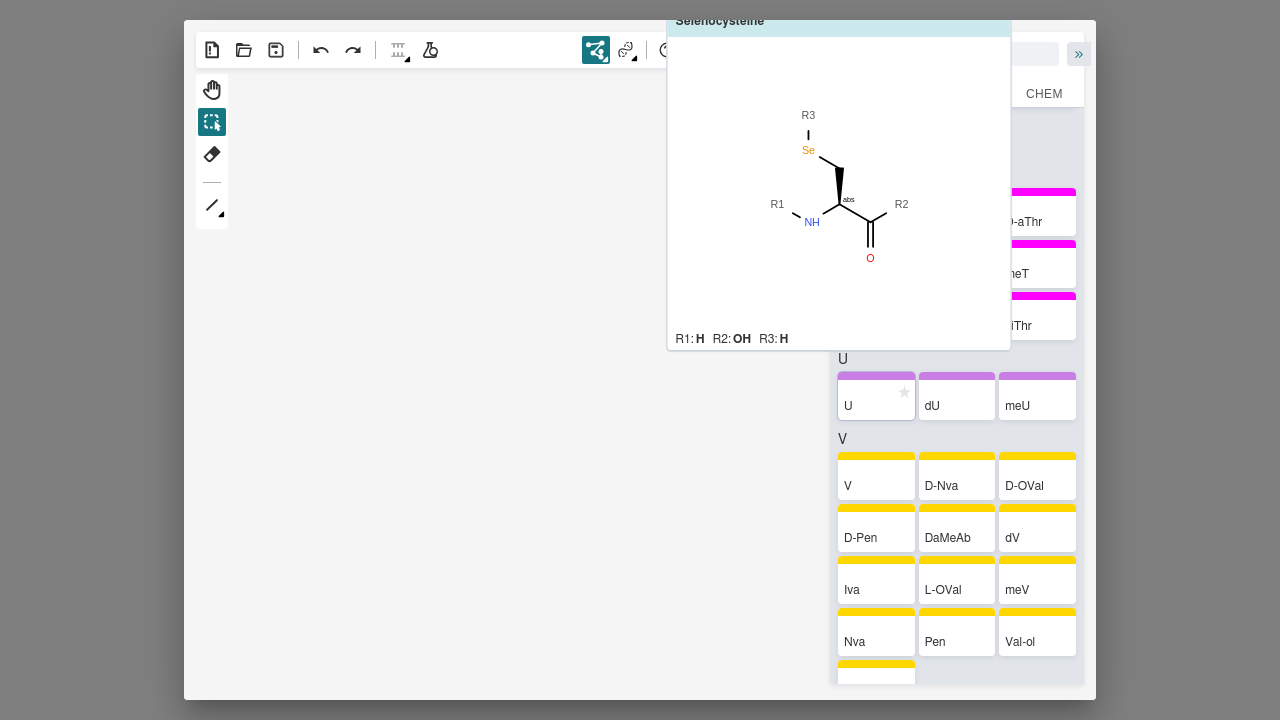 Selenocysteine
CHEM
R3
Se
abs
R1
R2
NH
O
R1: H R2: OH R3: H
D-aThr
meT
iThr
U
U
dU
meU
V
V
D-Nva
D-OVal
D-Pen
DaMeAb
dV
Iva
L-OVal
meV
Nva
Pen
Val-ol